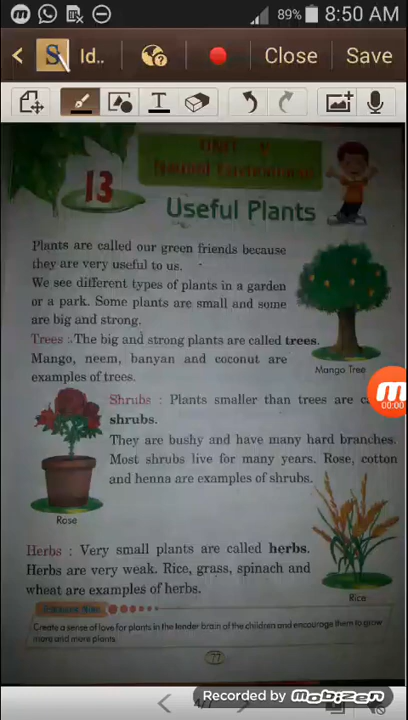 89% 8:50 AM
S Id.. Close Save
T
UNIT
Natural Environment
13
Useful Plants
Plants are called our green friends because
they are very useful to us.
We see different types of plants in a garden
or a park. Some plants are small and some
are big and strong.
Trees : The big and strong plants are called trees.
Mango, neem, banyan and coconut are
examples of trees.
Mango Tree
Shrubs : Plants smaller than trees are
shrubs.
They are bushy and have many hard branches.
Most shrubs live for many years. Rose, cotton
and henna are examples of shrubs.
Rose
00:00
Herbs : Very small plants are called herbs.
Herbs are very weak. Rice, grass, spinach and
wheat are examples of herbs.
Rice
Create a sense of love for plants in the tender brain of the children and encourage them to grow
more and more plants.
77
Recorded by mobizen